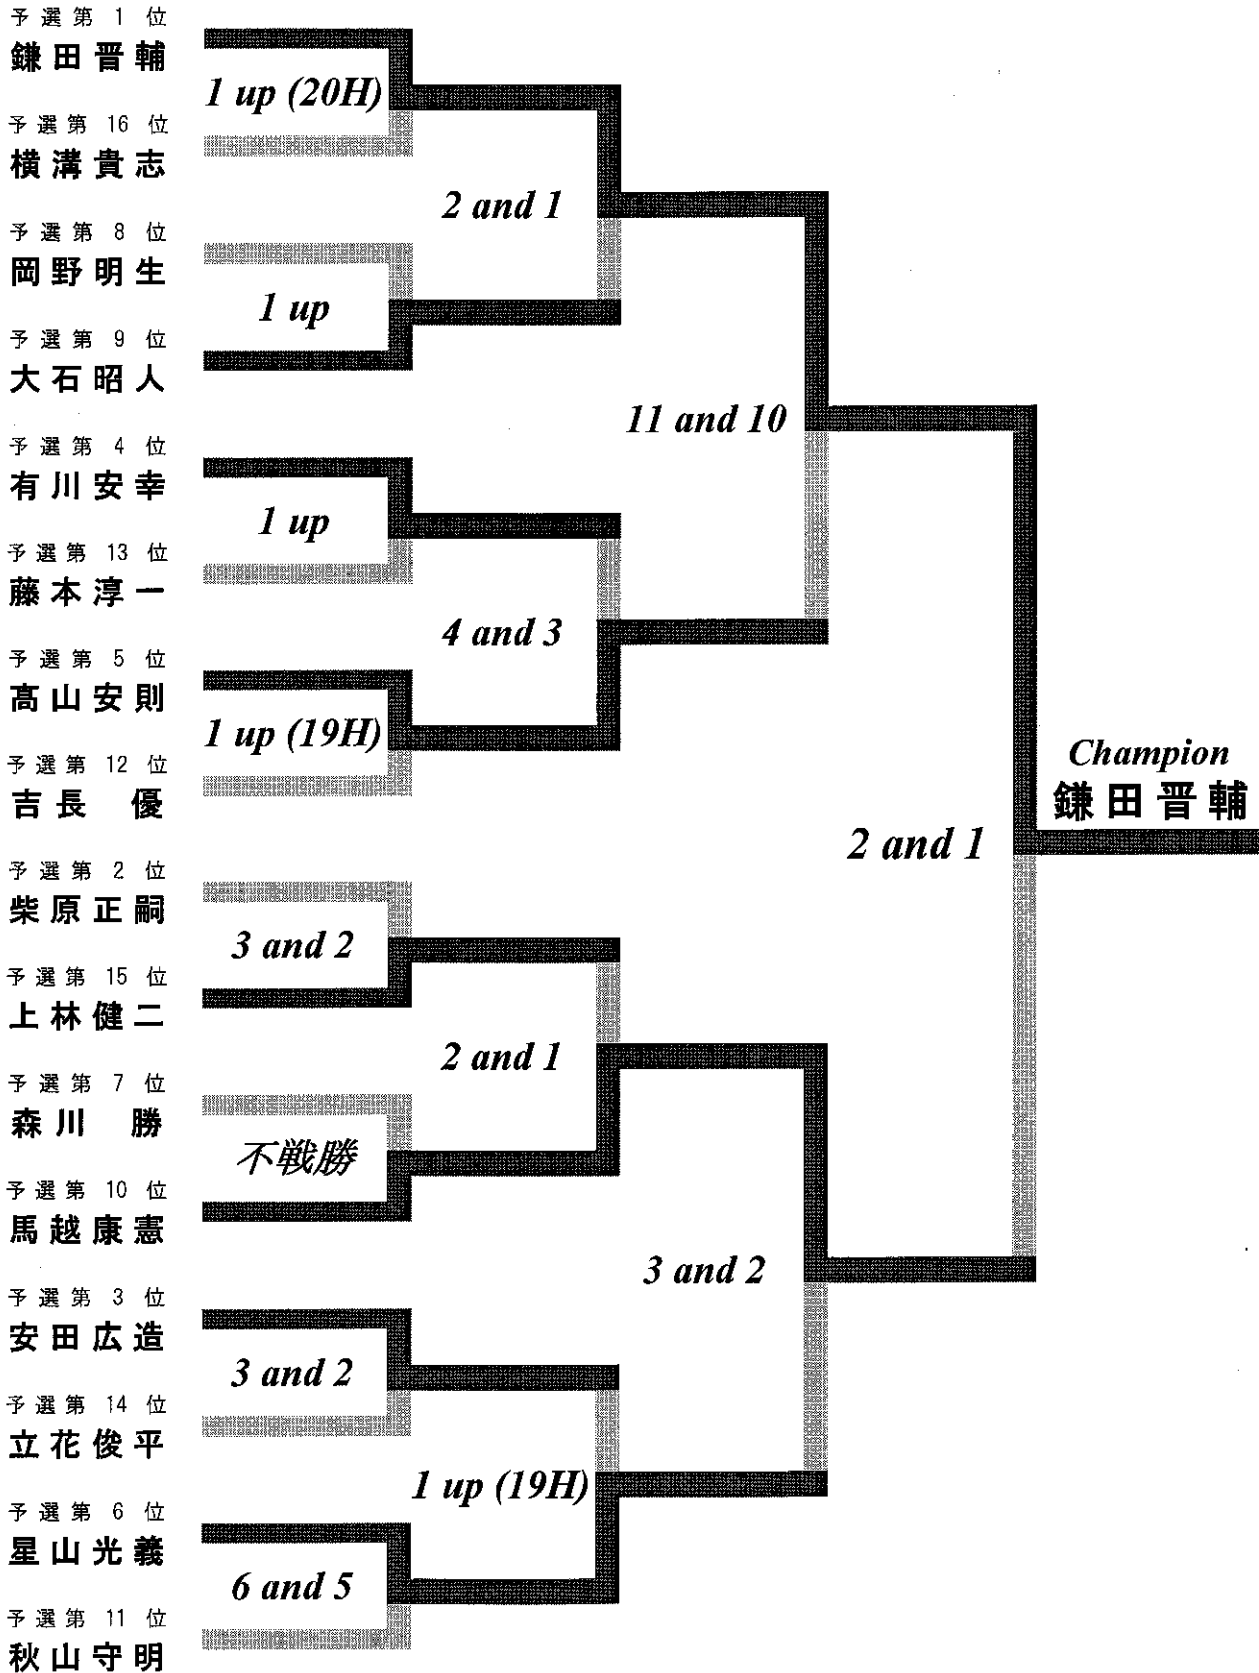 予選第 1 位
鎌田晋輔
1 up (20H)
予選第 16 位
横溝貴志
2 and 1
予選第 8 位
岡野明生
1 up
予選第 9 位
大石昭人
11 and 10
予選第 4 位
有川安幸
1 up
予選第 13 位
藤本淳一
4 and 3
予選第 5 位
髙山安則
1 up (19H)
予選第 12 位
吉長 優
Champion
鎌田晋輔
2 and 1
予選第 2 位
柴原正嗣
3 and 2
予選第 15 位
上林健二
2 and 1
予選第 7 位
森川 勝
不戦勝
予選第 10 位
馬越康憲
3 and 2
予選第 3 位
安田広造
3 and 2
予選第 14 位
立花俊平
1 up (19H)
予選第 6 位
星山光義
6 and 5
予選第 11 位
秋山守明